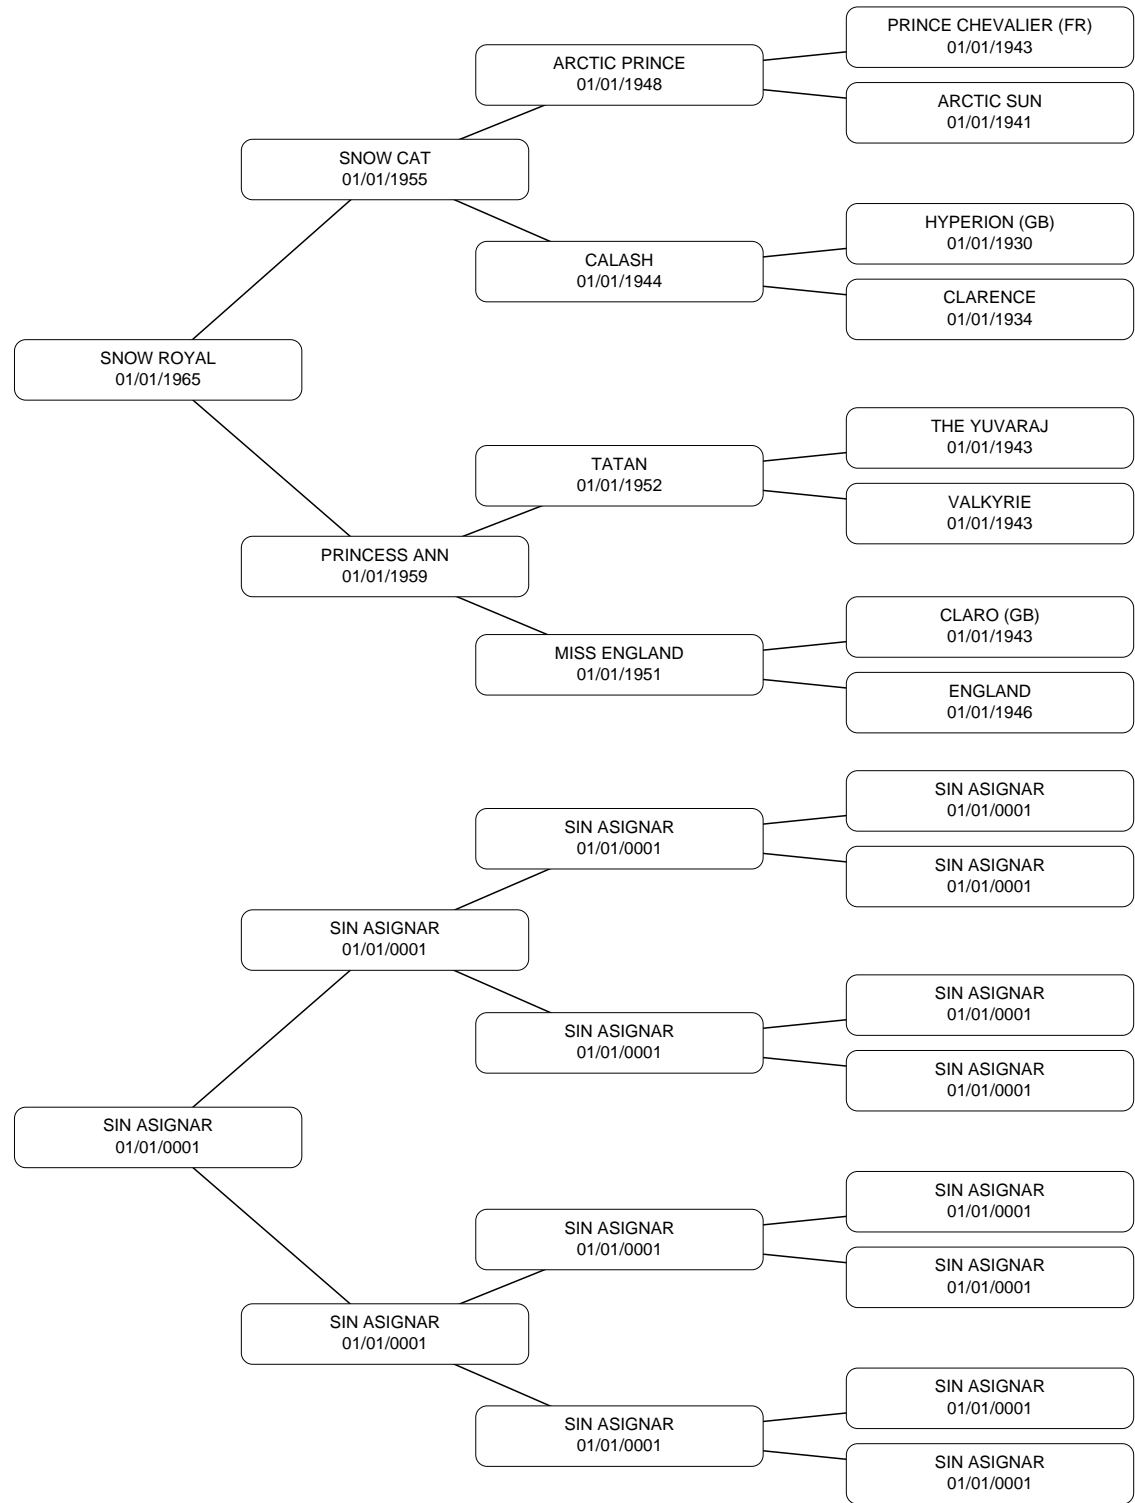 PRINCE CHEVALIER (FR)
01/01/1943
ARCTIC PRINCE
01/01/1948
ARCTIC SUN
01/01/1941
SNOW CAT
01/01/1955
HYPERION (GB)
01/01/1930
CALASH
01/01/1944
CLARENCE
01/01/1934
SNOW ROYAL
01/01/1965
THE YUVARAJ
01/01/1943
TATAN
01/01/1952
VALKYRIE
01/01/1943
PRINCESS ANN
01/01/1959
CLARO (GB)
01/01/1943
MISS ENGLAND
01/01/1951
ENGLAND
01/01/1946
SIN ASIGNAR
01/01/0001
SIN ASIGNAR
01/01/0001
SIN ASIGNAR
01/01/0001
SIN ASIGNAR
01/01/0001
SIN ASIGNAR
01/01/0001
SIN ASIGNAR
01/01/0001
SIN ASIGNAR
01/01/0001
SIN ASIGNAR
01/01/0001
SIN ASIGNAR
01/01/0001
SIN ASIGNAR
01/01/0001
SIN ASIGNAR
01/01/0001
SIN ASIGNAR
01/01/0001
SIN ASIGNAR
01/01/0001
SIN ASIGNAR
01/01/0001
SIN ASIGNAR
01/01/0001